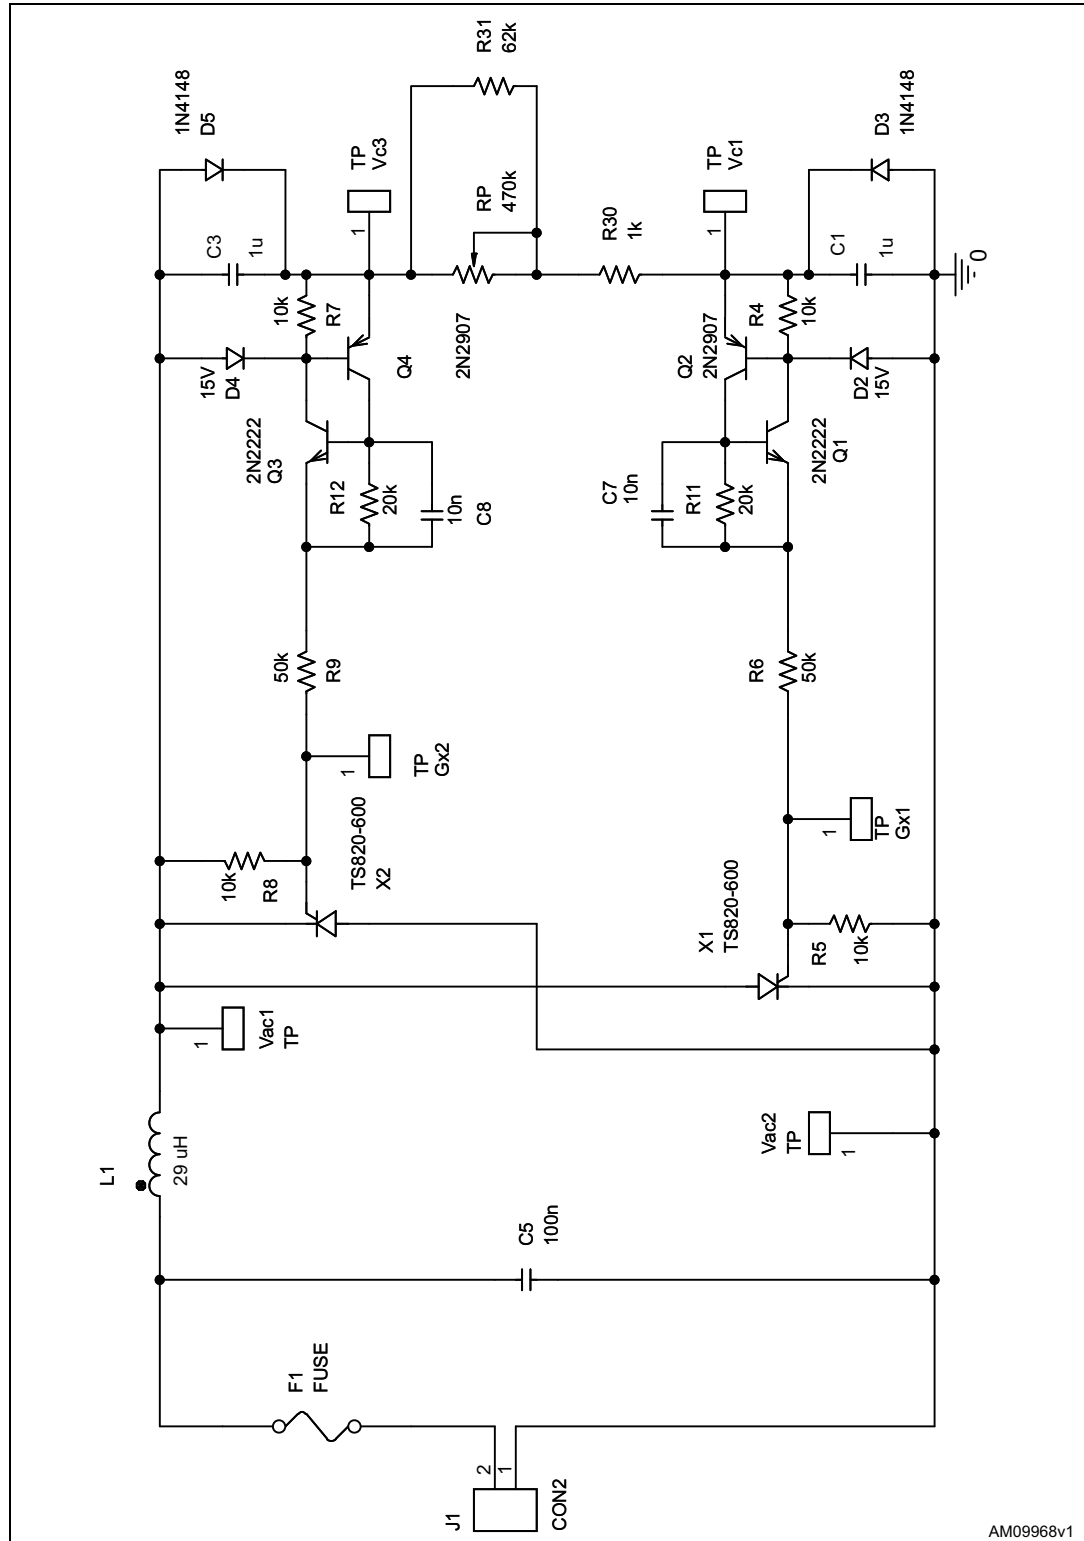 R31
62k
1N4148
D5
D3
1N4148
TP
Vc3
TP
Vc1
RP
470k
1
R30
1k
1
C3
1u
C1
1u
0
10k
R7
R4
10k
15V
D4
Q4
2N2907
Q2
2N2907
D2
15V
2N2222
Q3
2N2222
Q1
R12
20k
10n
C8
C7
10n
R11
20k
50k
R9
R6
50k
1
TP
Gx2
1
TP
Gx1
10k
R8
TS820-600
X2
X1
TS820-600
R5
10k
1
Vac1
TP
Vac2
TP
1
L1
29 uH
C5
100n
F1
FUSE
2
1
J1
CON2
AM09968v1